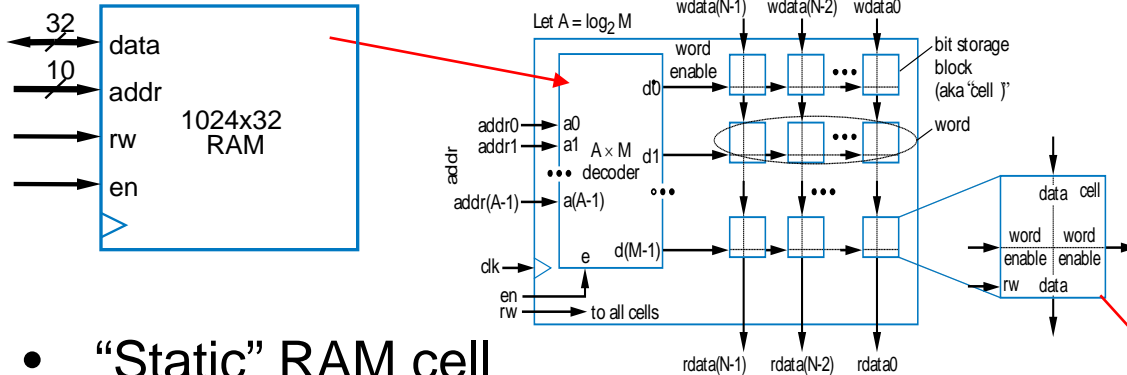 32
data
10
addr
rw
en
1024x32
RAM
Let A = log2 M
wdata(N-1) wdata(N-2) wdata0
word
enable
bit storage
block
(aka “cell ”)
word
d0
addr0 a0
addr1 a1
addr
A × M
decoder
d1
addr(A-1) a(A-1)
d(M-1)
e
clk
en
rw to all cells
rdata(N-1) rdata(N-2) rdata0
data cell
word word
enable enable
rw data
• “Static” RAM cell